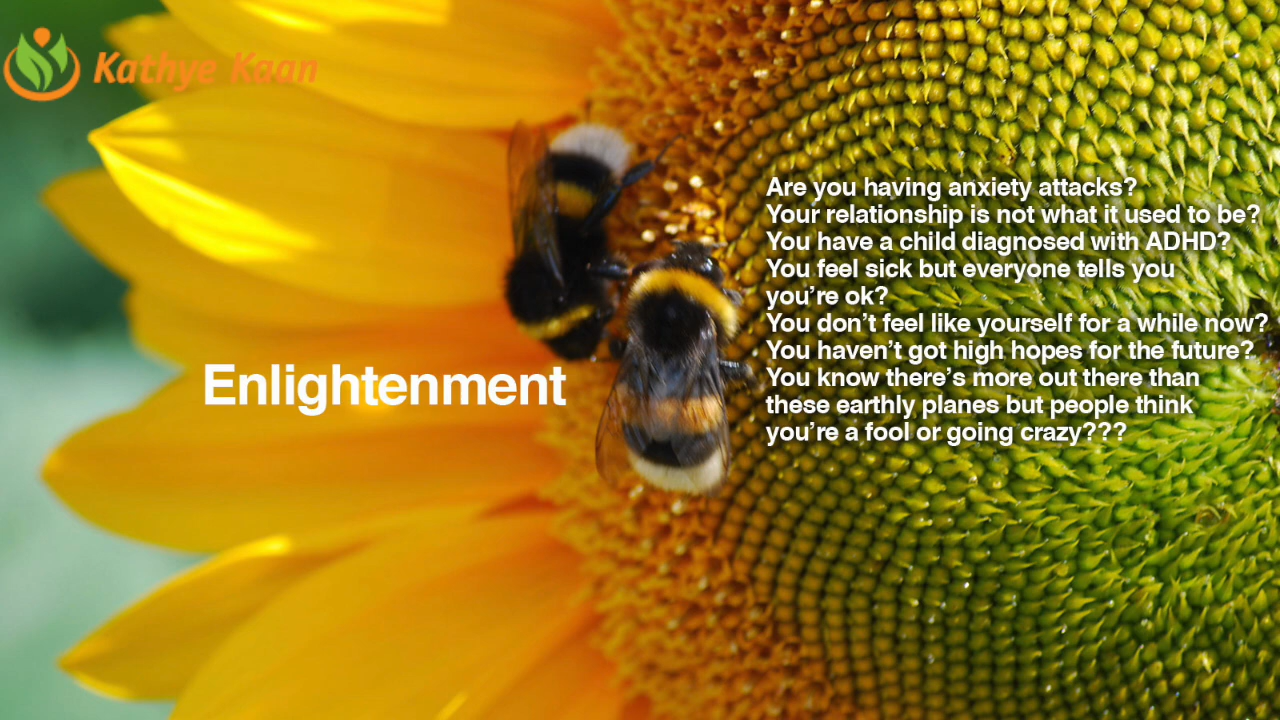 Kathye Kaan
Are you having anxiety attacks?
Your relationship is not what it used to be?
You have a child diagnosed with ADHD?
You feel sick but everyone tells you
you’re ok?
You don’t feel like yourself for a while now?
You haven’t got high hopes for the future?
You know there’s more out there than
these earthly planes but people think
you’re a fool or going crazy???
Enlightenment